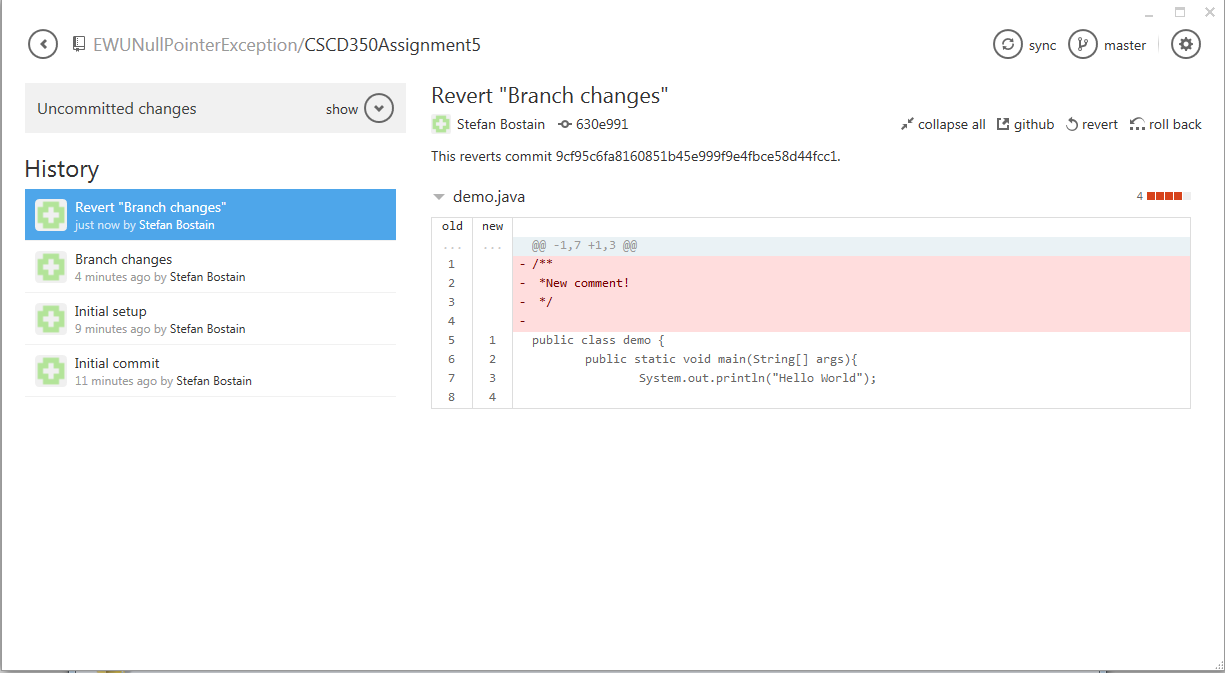 EWUNullPointerException/CSCD350Assignment5
sync
master
Uncommitted changes
show
History
Revert "Branch changes"
just now by Stefan Bostain
Branch changes
4 minutes ago by Stefan Bostain
Initial setup
9 minutes ago by Stefan Bostain
Initial commit
11 minutes ago by Stefan Bostain
Revert "Branch changes"
Stefan Bostain 630e991
collapse all github revert roll back
This reverts commit 9cf95c6fa8160851b45e999f9e4fbce58d44fcc1.
demo.java
4
old new
... ... @@ -1,7 +1,3 @@
1 - /**
2 - *New comment!
3 - */
4 -
5 1 public class demo {
6 2 public static void main(String[] args){
7 3 System.out.println("Hello World");
8 4